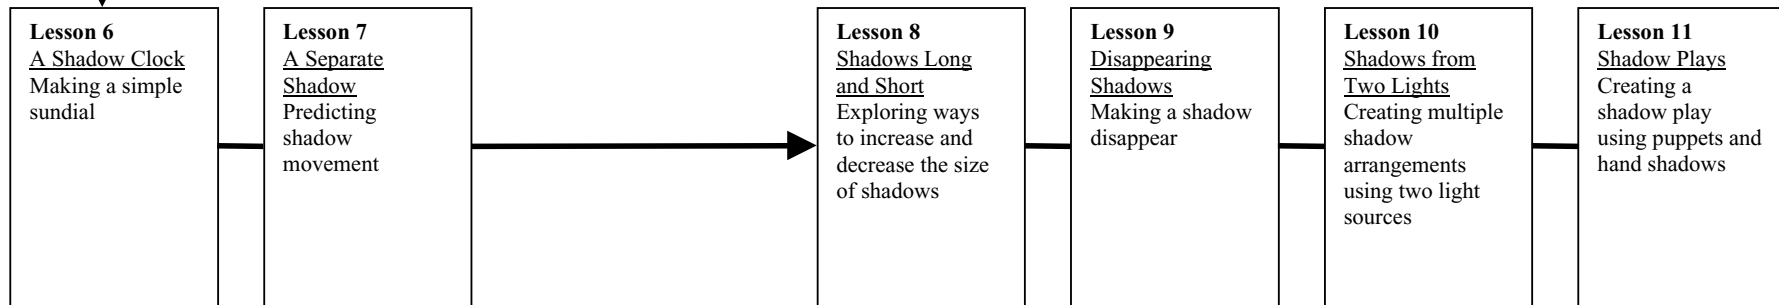 Lesson 6
A Shadow Clock
Making a simple
sundial
Lesson 7
A Separate
Shadow
Predicting
shadow
movement
Lesson 8
Shadows Long
and Short
Exploring ways
to increase and
decrease the size
of shadows
Lesson 9
Disappearing
Shadows
Making a shadow
disappear
Lesson 10
Shadows from
Two Lights
Creating multiple
shadow
arrangements
using two light
sources
Lesson 11
Shadow Plays
Creating a
shadow play
using puppets and
hand shadows